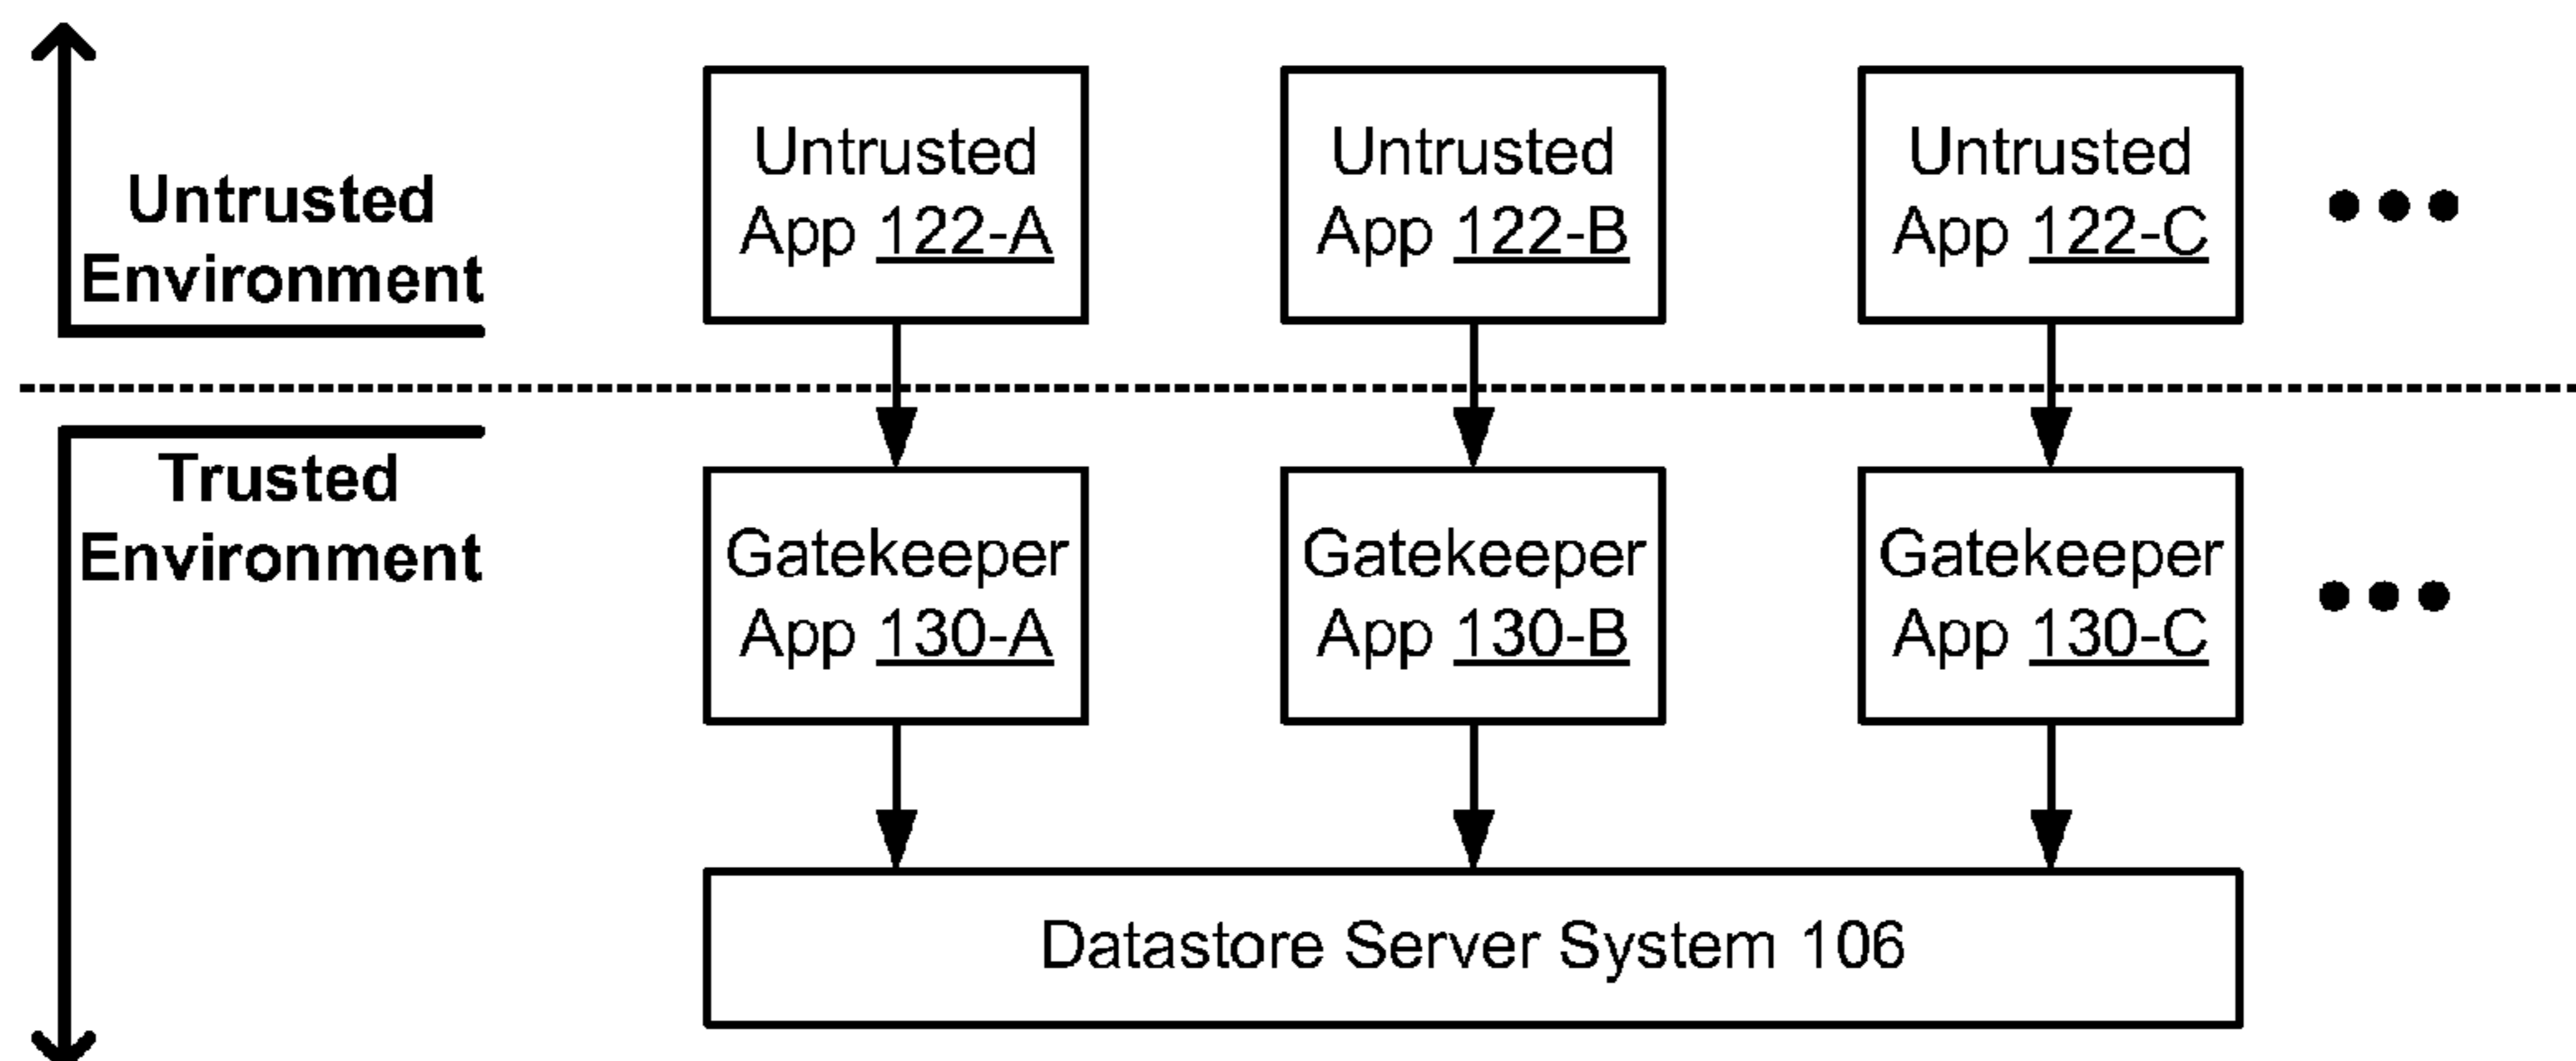 Untrusted
Environment
Untrusted
App 122-A
Untrusted
App 122-B
Untrusted
App 122-C
Trusted
Environment
Gatekeeper
App 130-A
Gatekeeper
App 130-B
Gatekeeper
App 130-C
Datastore Server System 106